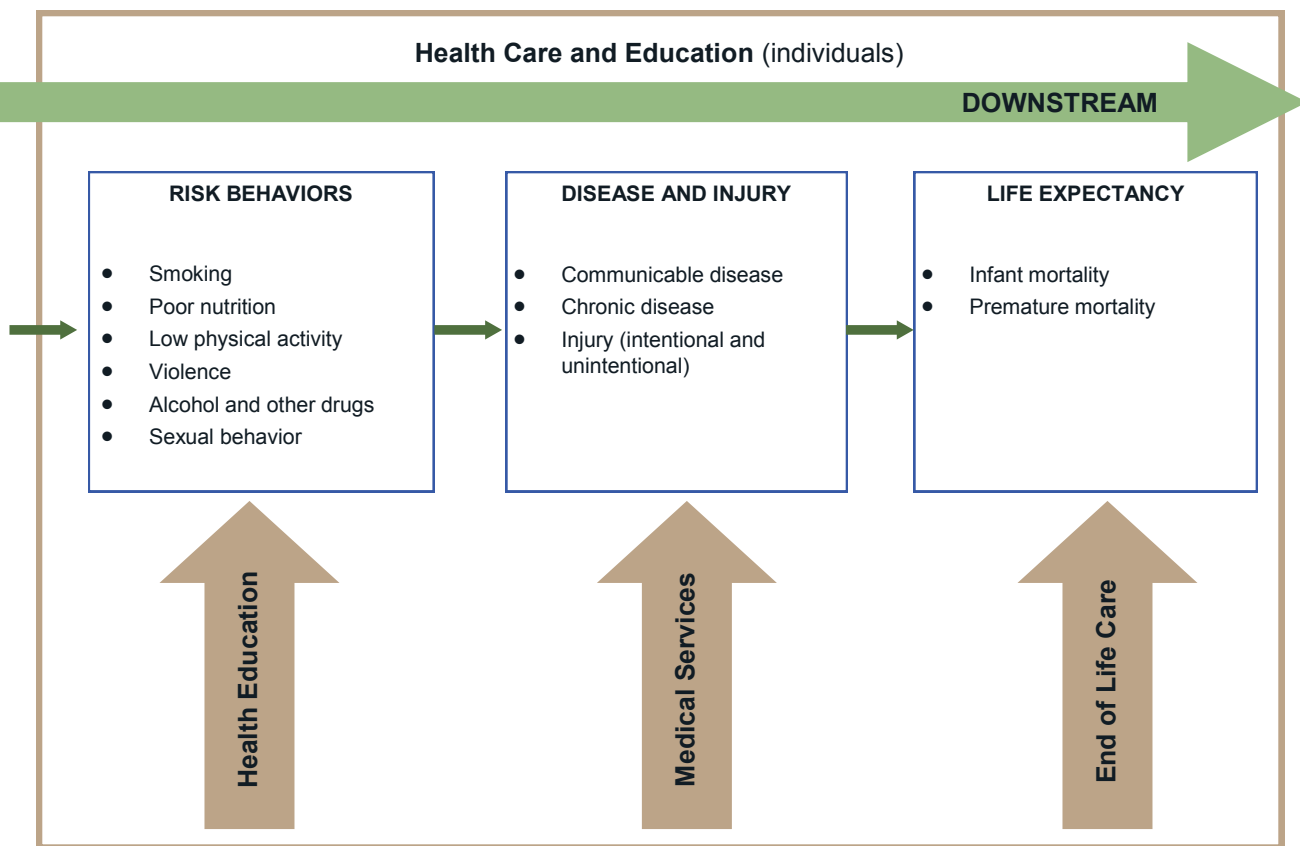 Health Care and Education (individuals)
DOWNSTREAM
RISK BEHAVIORS
• Smoking
• Poor nutrition
• Low physical activity
• Violence
• Alcohol and other drugs
• Sexual behavior
DISEASE AND INJURY
• Communicable disease
• Chronic disease
• Injury (intentional and
unintentional)
LIFE EXPECTANCY
• Infant mortality
• Premature mortality
Health Education
Medical Services
End of Life Care